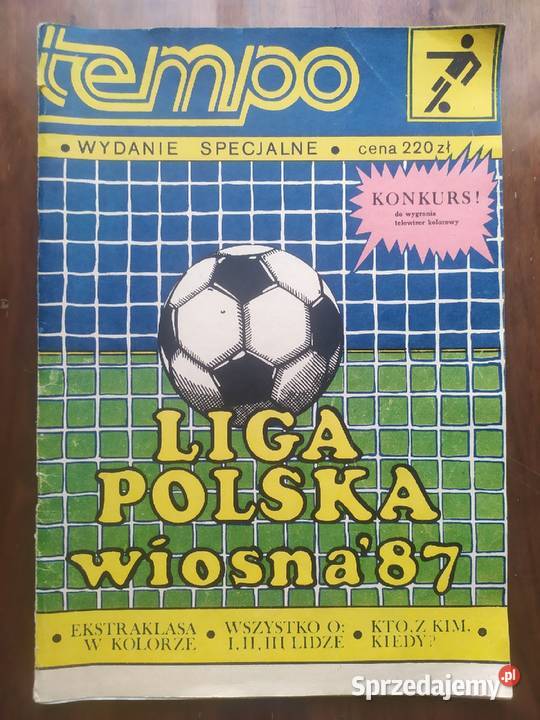 tempo
• WYDANIE SPECJALNE • cena 220 zł
KONKURS!
do wygrania
telewizor kolorowy
LIGA
POLSKA
wiosna'87
• EKSTRAKLASA W KOLORZE • WSZYSTKO O: I, II, III LIDZE • KTO, Z KIM, KIEDY?
Sprzedajemy.pl